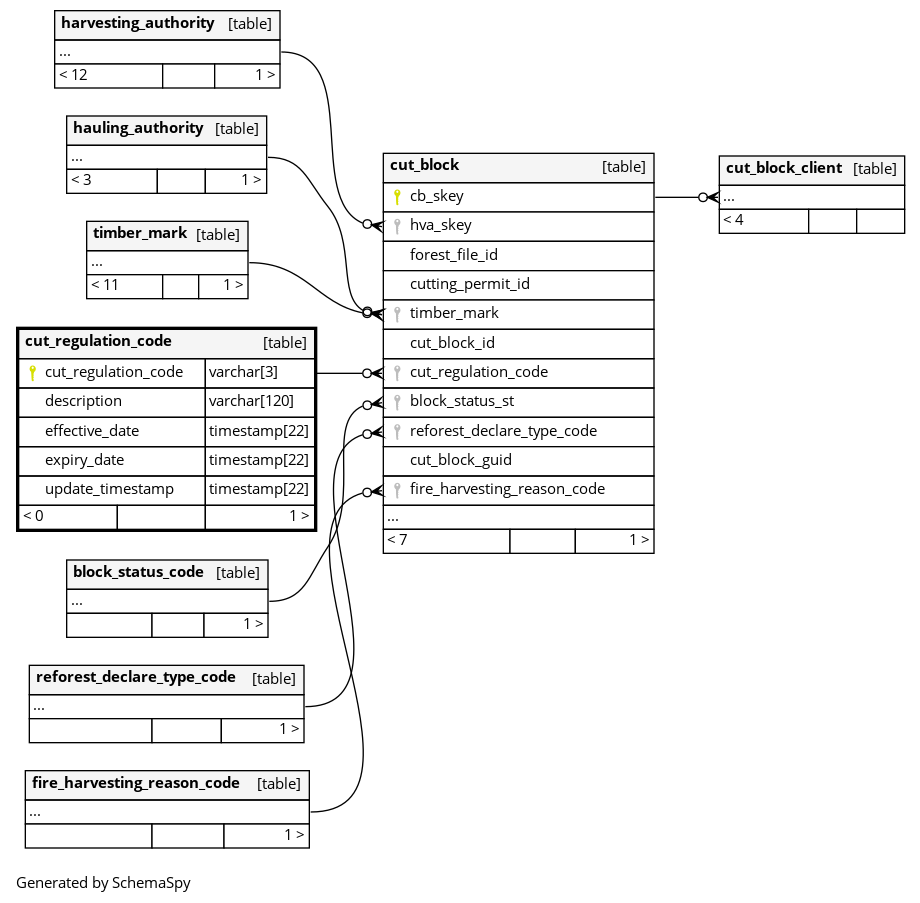 harvesting_authority [table]
...
< 12 1 >
hauling_authority [table]
...
< 3 1 >
timber_mark [table]
...
< 11 1 >
cut_regulation_code [table]
cut_regulation_code varchar[3]
description varchar[120]
effective_date timestamp[22]
expiry_date timestamp[22]
update_timestamp timestamp[22]
< 0 1 >
block_status_code [table]
...
1 >
reforest_declare_type_code [table]
...
1 >
fire_harvesting_reason_code [table]
...
1 >
cut_block [table]
cb_skey
hva_skey
forest_file_id
cutting_permit_id
timber_mark
cut_block_id
cut_regulation_code
block_status_st
reforest_declare_type_code
cut_block_guid
fire_harvesting_reason_code
...
< 7 1 >
cut_block_client [table]
...
< 4
Generated by SchemaSpy